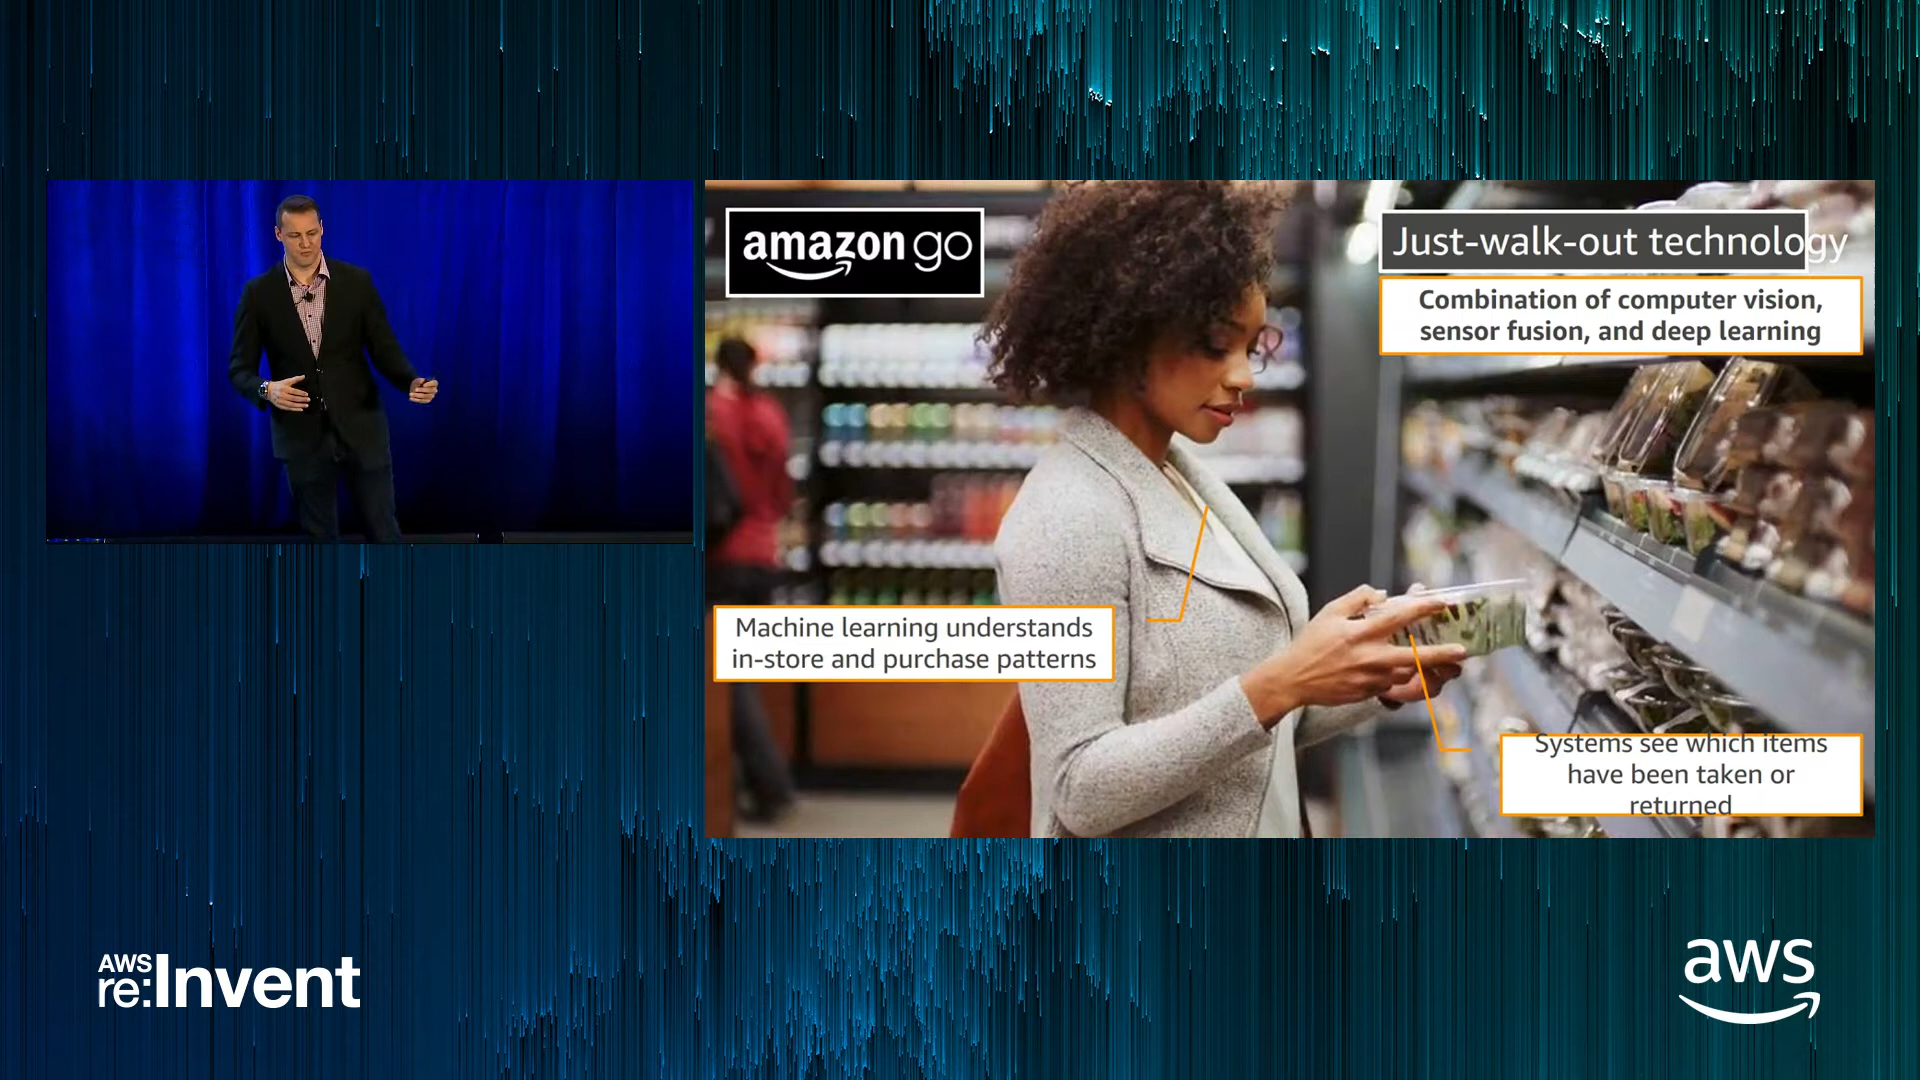 amazon go
Just-walk-out technology
Combination of computer vision,
sensor fusion, and deep learning
Machine learning understands
in-store and purchase patterns
Systems see which items
have been taken or
returned
AWS
re:Invent
aws